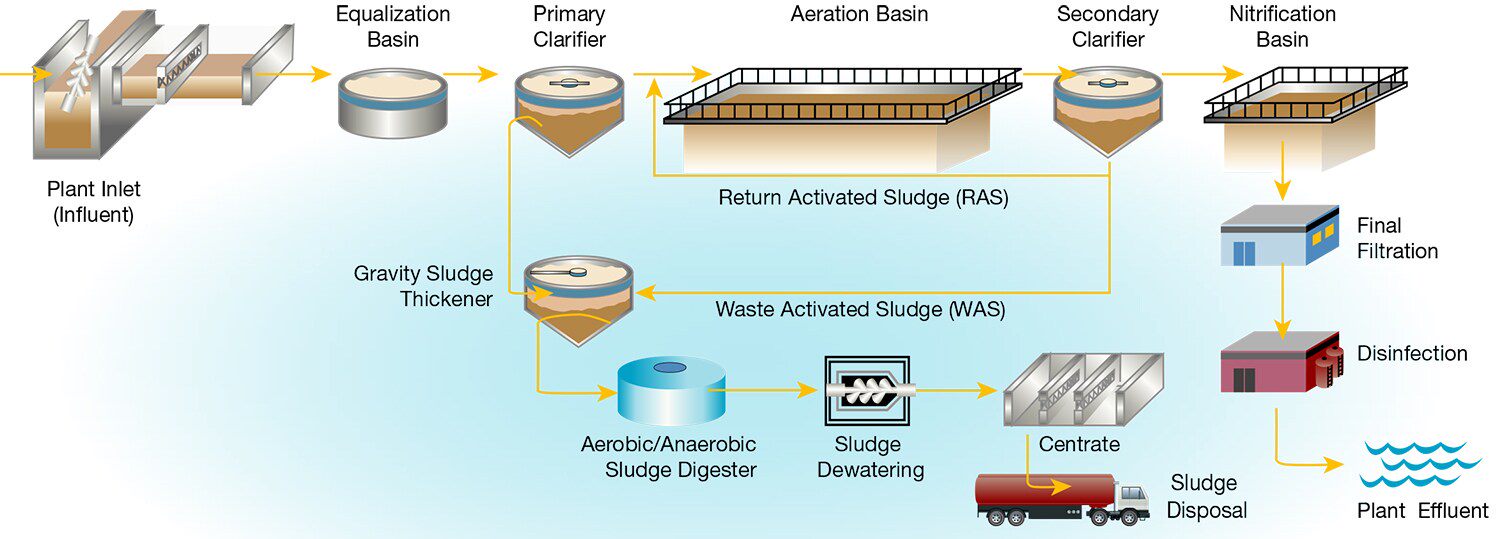 Equalization
Basin
Primary
Clarifier
Aeration Basin
Secondary
Clarifier
Nitrification
Basin
Plant Inlet
(Influent)
Return Activated Sludge (RAS)
Final
Filtration
Gravity Sludge
Thickener
Waste Activated Sludge (WAS)
Disinfection
Aerobic/Anaerobic
Sludge Digester
Sludge
Dewatering
Centrate
Sludge
Disposal
Plant Effluent